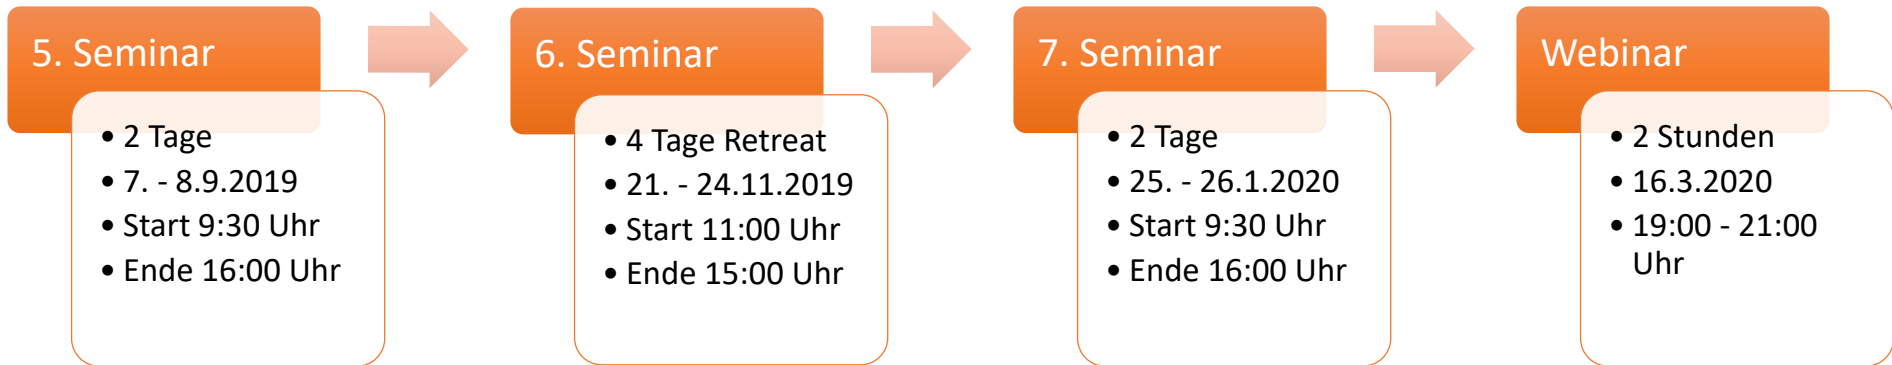 5. Seminar
• 2 Tage
• 7. - 8.9.2019
• Start 9:30 Uhr
• Ende 16:00 Uhr
6. Seminar
• 4 Tage Retreat
• 21. - 24.11.2019
• Start 11:00 Uhr
• Ende 15:00 Uhr
7. Seminar
• 2 Tage
• 25. - 26.1.2020
• Start 9:30 Uhr
• Ende 16:00 Uhr
Webinar
• 2 Stunden
• 16.3.2020
• 19:00 - 21:00
Uhr